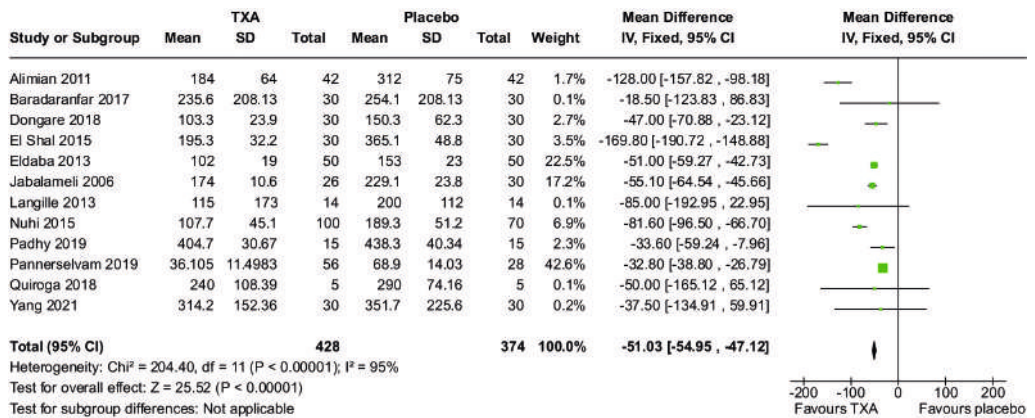 TXA Placebo Mean Difference Mean Difference
Study or Subgroup Mean SD Total Mean SD Total Weight IV, Fixed, 95% CI IV, Fixed, 95% CI
Alimian 2011 184 64 42 312 75 42 1.7% -128.00 [-157.82 , -98.18]
Baradaranfar 2017 235.6 208.13 30 254.1 208.13 30 0.1% -18.50 [-123.83 , 86.83]
Dongare 2018 103.3 23.9 30 150.3 62.3 30 2.7% -47.00 [-70.88 , -23.12]
El Shal 2015 195.3 32.2 30 365.1 48.8 30 3.5% -169.80 [-190.72 , -148.88]
Eldaba 2013 102 19 50 153 23 50 22.5% -51.00 [-59.27 , -42.73]
Jabalameli 2006 174 10.6 26 229.1 23.8 30 17.2% -55.10 [-64.54 , -45.66]
Langille 2013 115 173 14 200 112 14 0.1% -85.00 [-192.95 , 22.95]
Nuhi 2015 107.7 45.1 100 189.3 51.2 70 6.9% -81.60 [-96.50 , -66.70]
Padhy 2019 404.7 30.67 15 438.3 40.34 15 2.3% -33.60 [-59.24 , -7.96]
Pannerselvam 2019 36.105 11.4983 56 68.9 14.03 28 42.6% -32.80 [-38.80 , -26.79]
Quiroga 2018 240 108.39 5 290 74.16 5 0.1% -50.00 [-165.12 , 65.12]
Yang 2021 314.2 152.36 30 351.7 225.6 30 0.2% -37.50 [-134.91 , 59.91]
Total (95% CI) 428 374 100.0% -51.03 [-54.95 , -47.12]
Heterogeneity: Chi² = 204.40, df = 11 (P < 0.00001); I² = 95%
Test for overall effect: Z = 25.52 (P < 0.00001)
Test for subgroup differences: Not applicable
-200 -100 0 100 200
Favours TXA Favours placebo